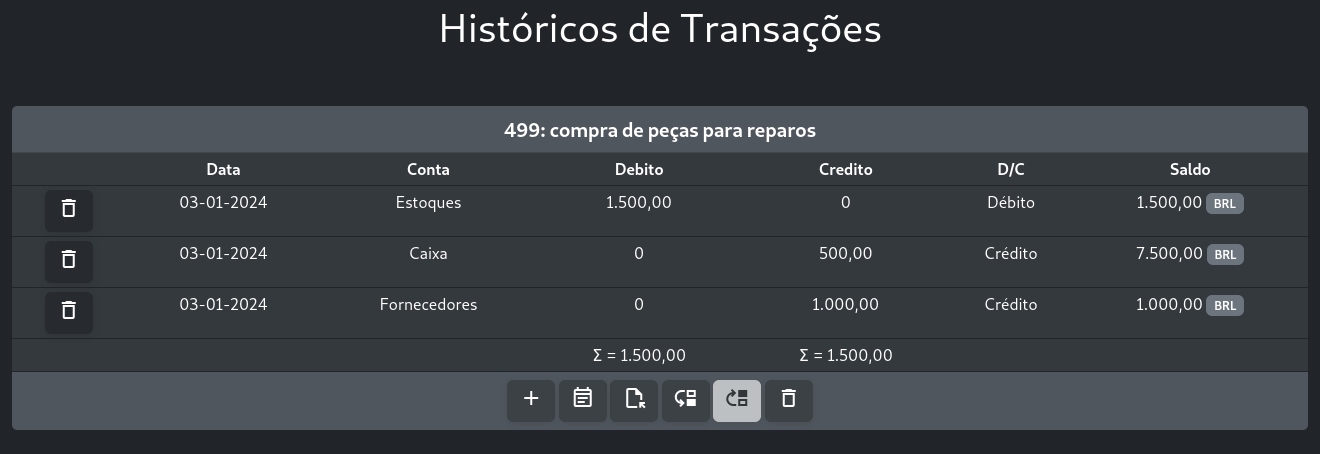 Históricos de Transações
499: compra de peças para reparos
Data Conta Debito Credito D/C Saldo
03-01-2024 Estoques 1.500,00 0 Débito 1.500,00 BRL
03-01-2024 Caixa 0 500,00 Crédito 7.500,00 BRL
03-01-2024 Fornecedores 0 1.000,00 Crédito 1.000,00 BRL
Σ = 1.500,00 Σ = 1.500,00